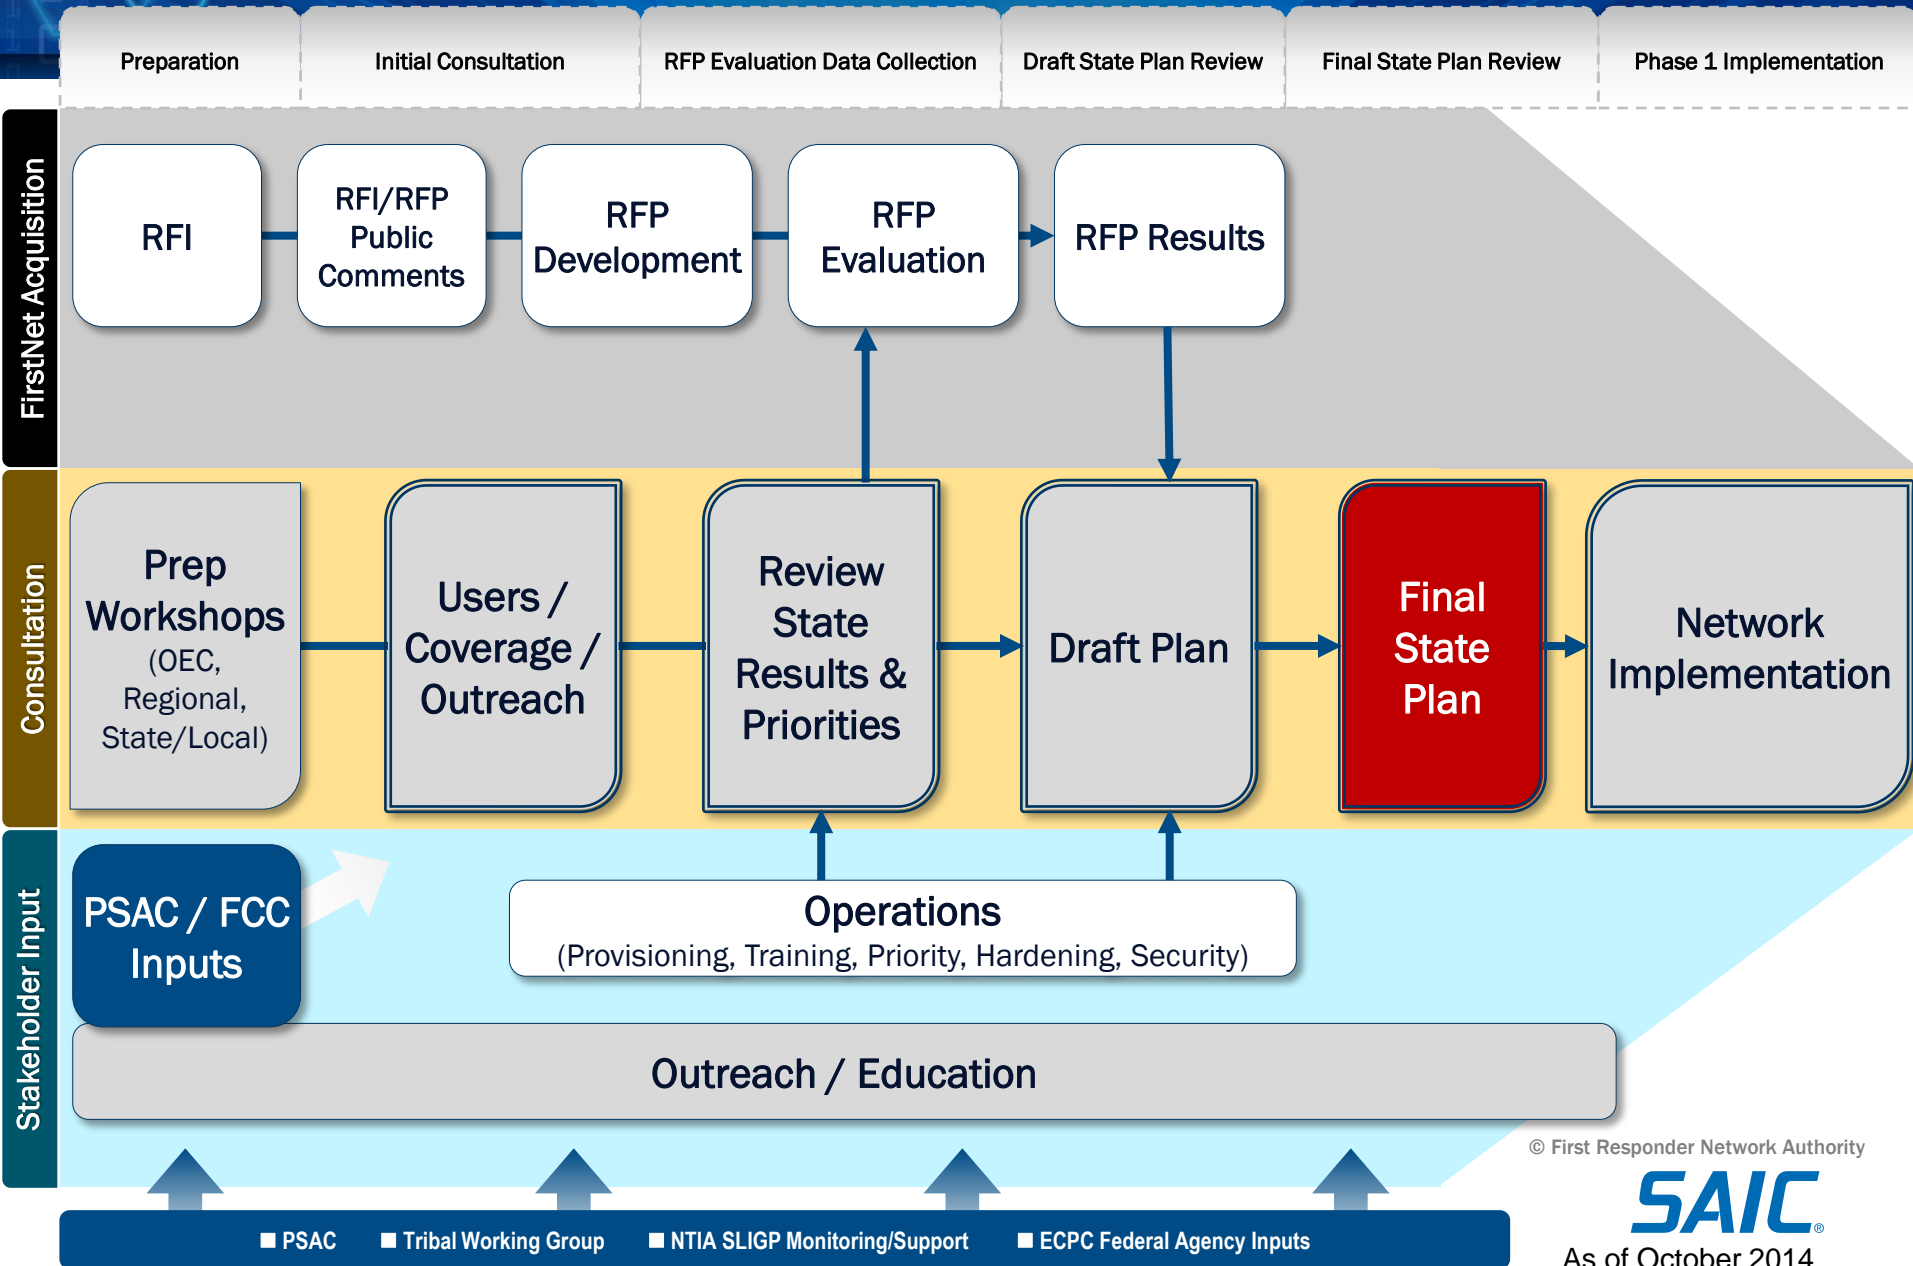 Preparation
Initial Consultation
RFP Evaluation Data Collection
Draft State Plan Review
Final State Plan Review
Phase 1 Implementation
FirstNet Acquisition
RFI
RFI/RFP
Public
Comments
RFP
Development
RFP
Evaluation
RFP Results
Consultation
Prep
Workshops
(OEC,
Regional,
State/Local)
Users /
Coverage /
Outreach
Review
State
Results &
Priorities
Draft Plan
Final
State
Plan
Network
Implementation
Stakeholder Input
PSAC / FCC
Inputs
Operations
(Provisioning, Training, Priority, Hardening, Security)
Outreach / Education
© First Responder Network Authority
SAIC®
■ PSAC ■ Tribal Working Group ■ NTIA SLIGP Monitoring/Support ■ ECPC Federal Agency Inputs
As of October 2014